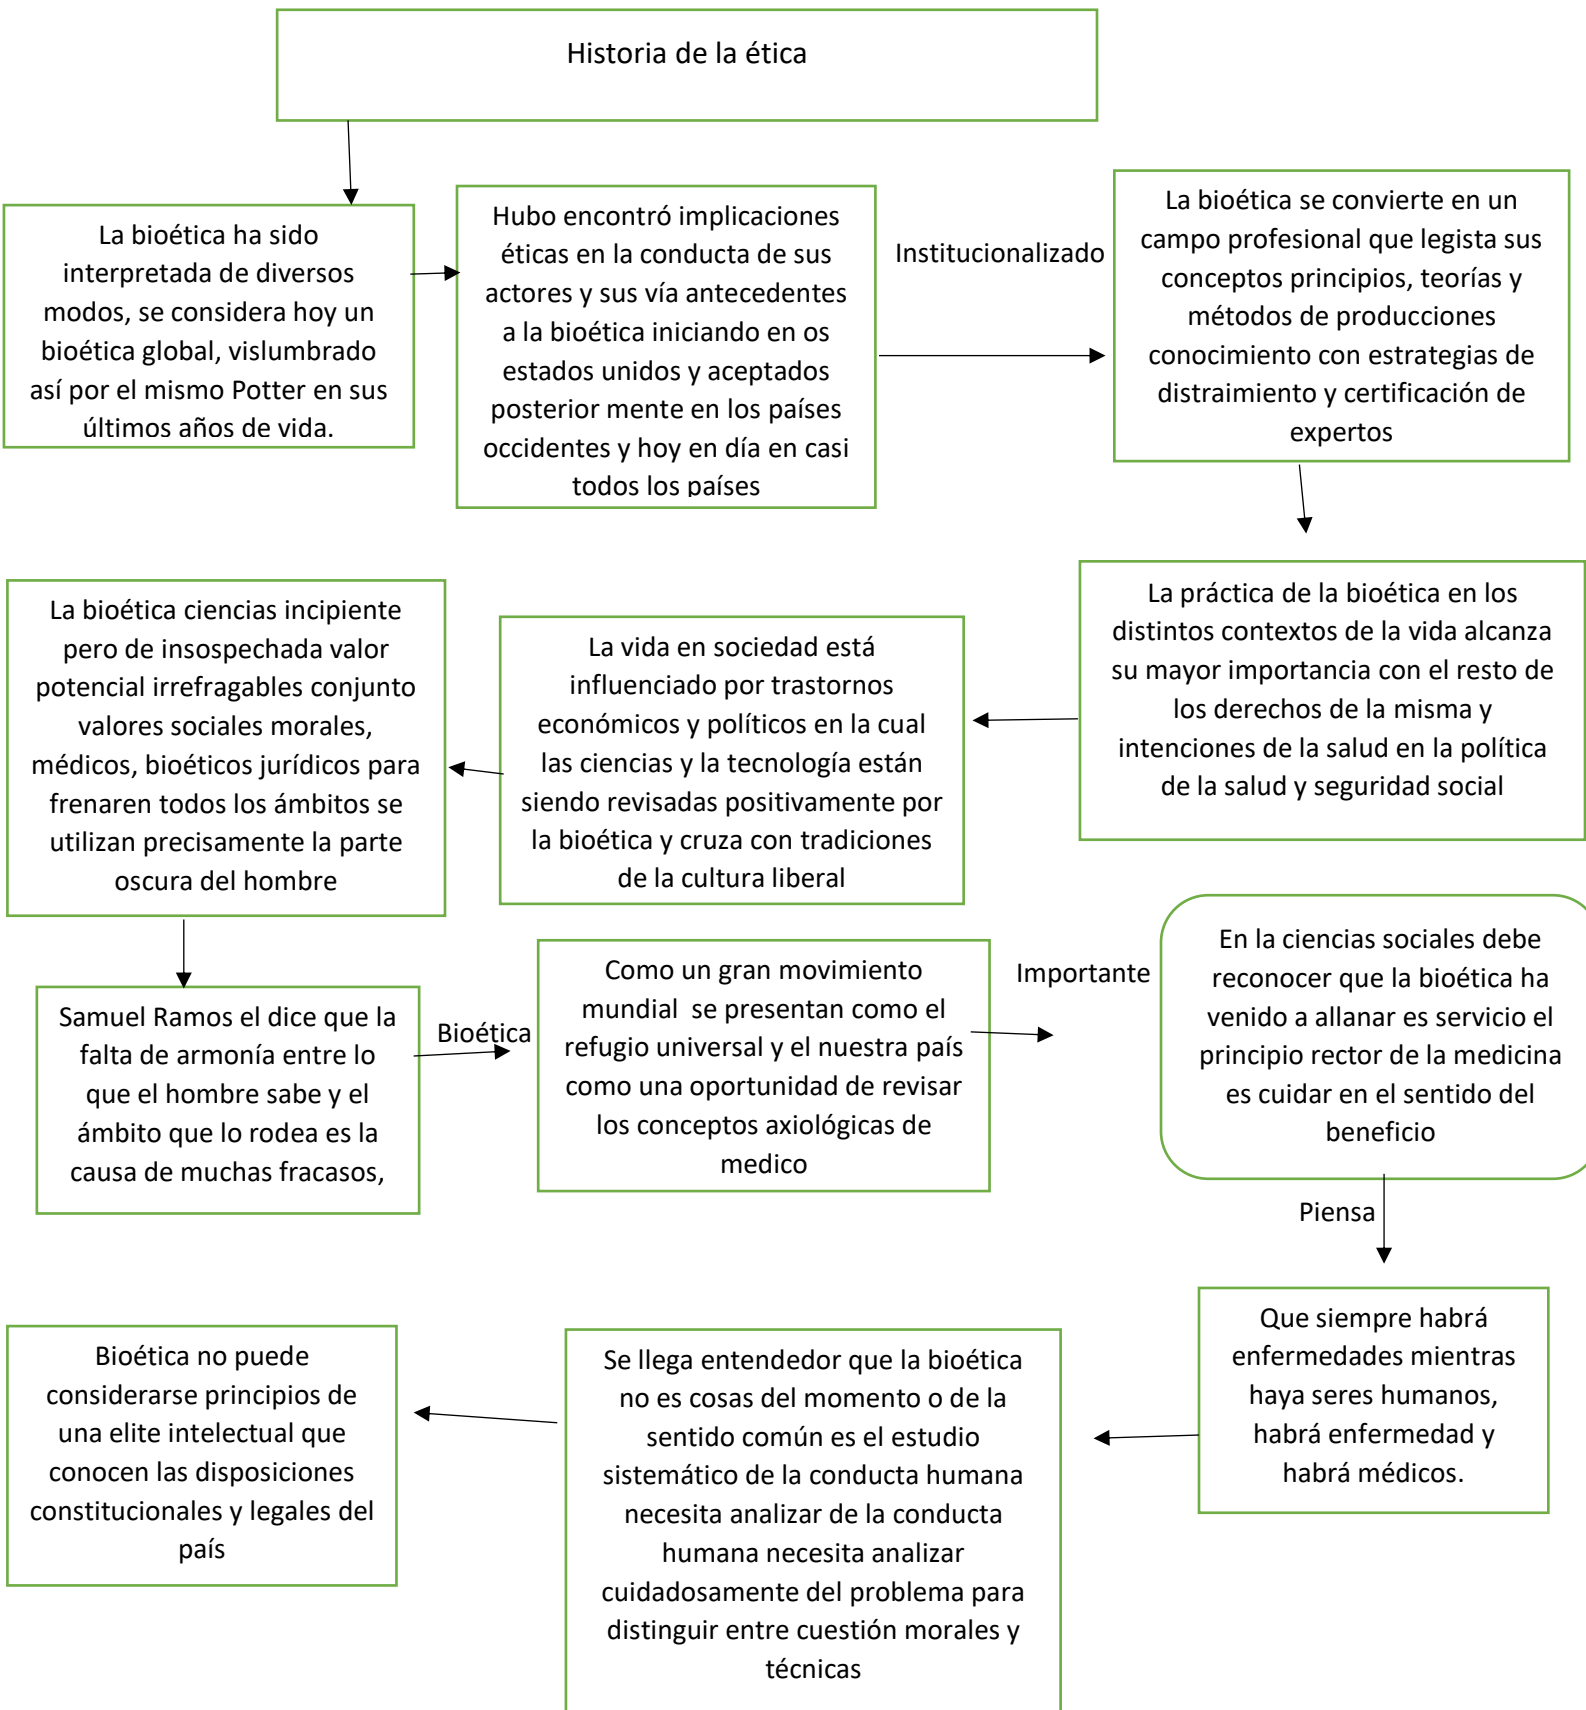 Historia de la ética
La bioética ha sido
interpretada de diversos
modos, se considera hoy un
bioética global, vislumbrado
así por el mismo Potter en sus
últimos años de vida.
Hubo encontró implicaciones
éticas en la conducta de sus
actores y sus vía antecedentes
a la bioética iniciando en os
estados unidos y aceptados
posterior mente en los países
occidentes y hoy en día en casi
todos los países
Institucionalizado
La bioética se convierte en un
campo profesional que legista sus
conceptos principios, teorías y
métodos de producciones
conocimiento con estrategias de
distraimiento y certificación de
expertos
La práctica de la bioética en los
distintos contextos de la vida alcanza
su mayor importancia con el resto de
los derechos de la misma y
intenciones de la salud en la política
de la salud y seguridad social
La vida en sociedad está
influenciado por trastornos
económicos y políticos en la cual
las ciencias y la tecnología están
siendo revisadas positivamente por
la bioética y cruza con tradiciones
de la cultura liberal
La bioética ciencias incipiente
pero de insospechada valor
potencial irrefragables conjunto
valores sociales morales,
médicos, bioéticos jurídicos para
frenaren todos los ámbitos se
utilizan precisamente la parte
oscura del hombre
Samuel Ramos el dice que la
falta de armonía entre lo
que el hombre sabe y el
ámbito que lo rodea es la
causa de muchas fracasos,
Bioética
Como un gran movimiento
mundial  se presentan como el
refugio universal y el nuestra país
como una oportunidad de revisar
los conceptos axiológicas de
medico
Importante
En la ciencias sociales debe
reconocer que la bioética ha
venido a allanar es servicio el
principio rector de la medicina
es cuidar en el sentido del
beneficio
Piensa
Que siempre habrá
enfermedades mientras
haya seres humanos,
habrá enfermedad y
habrá médicos.
Se llega entendedor que la bioética
no es cosas del momento o de la
sentido común es el estudio
sistemático de la conducta humana
necesita analizar de la conducta
humana necesita analizar
cuidadosamente del problema para
distinguir entre cuestión morales y
técnicas
Bioética no puede
considerarse principios de
una elite intelectual que
conocen las disposiciones
constitucionales y legales del
país